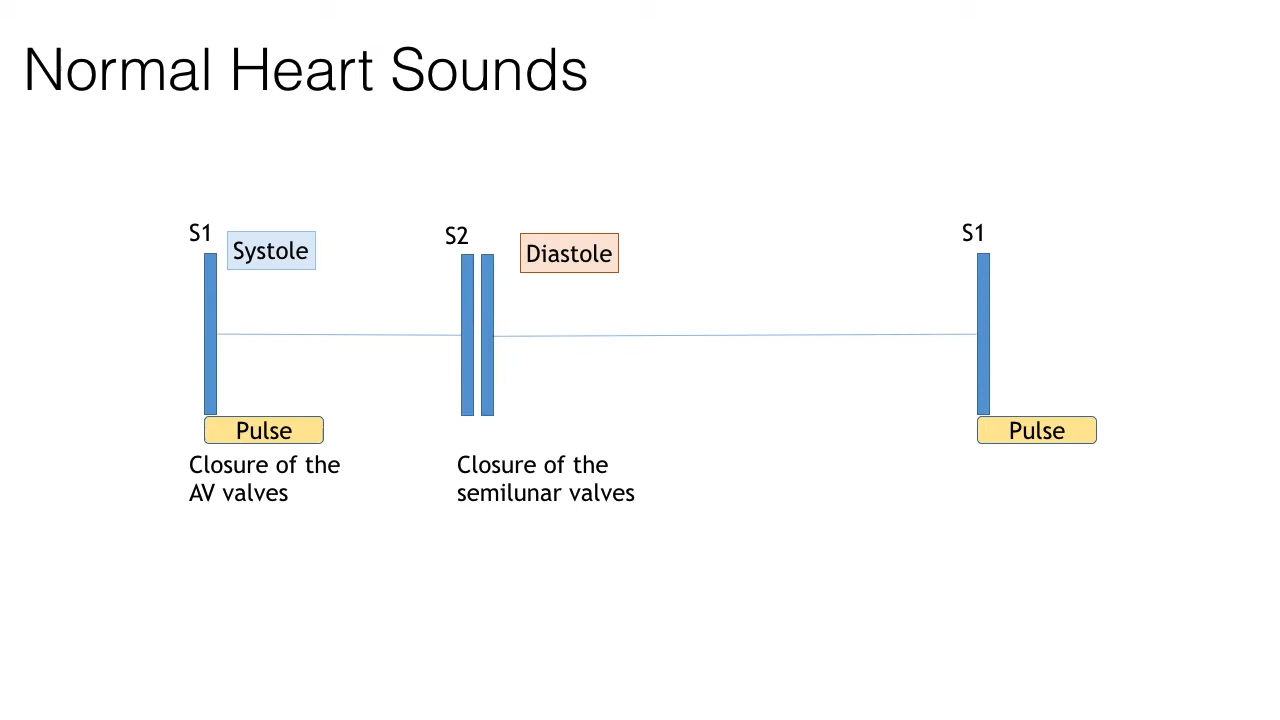 Normal Heart Sounds
S1
Systole
S2
Diastole
S1
Pulse
Pulse
Closure of the
AV valves
Closure of the
semilunar valves